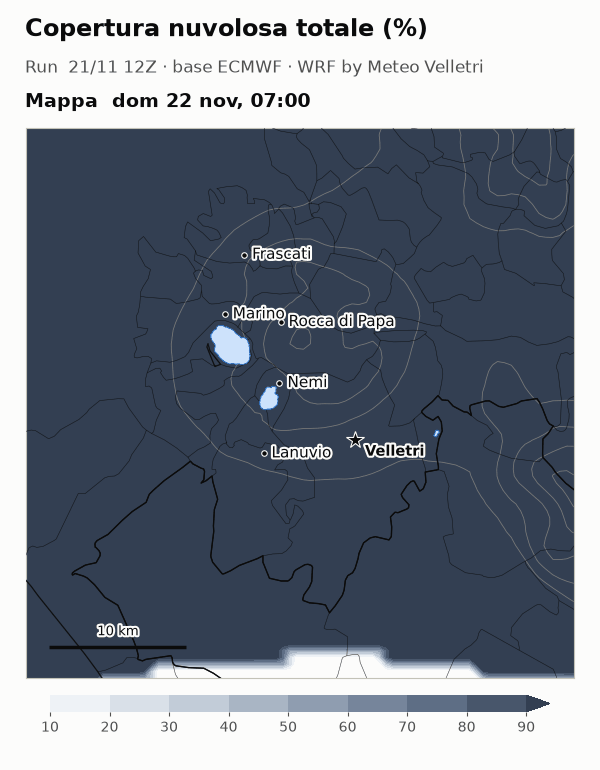 Copertura nuvolosa totale (%)
Run  21/11 12Z · base ECMWF · WRF by Meteo Velletri
Mappa  dom 22 nov, 07:00
Frascati
Marino
Rocca di Papa
Nemi
Velletri
Lanuvio
10 km
10 20 30 40 50 60 70 80 90